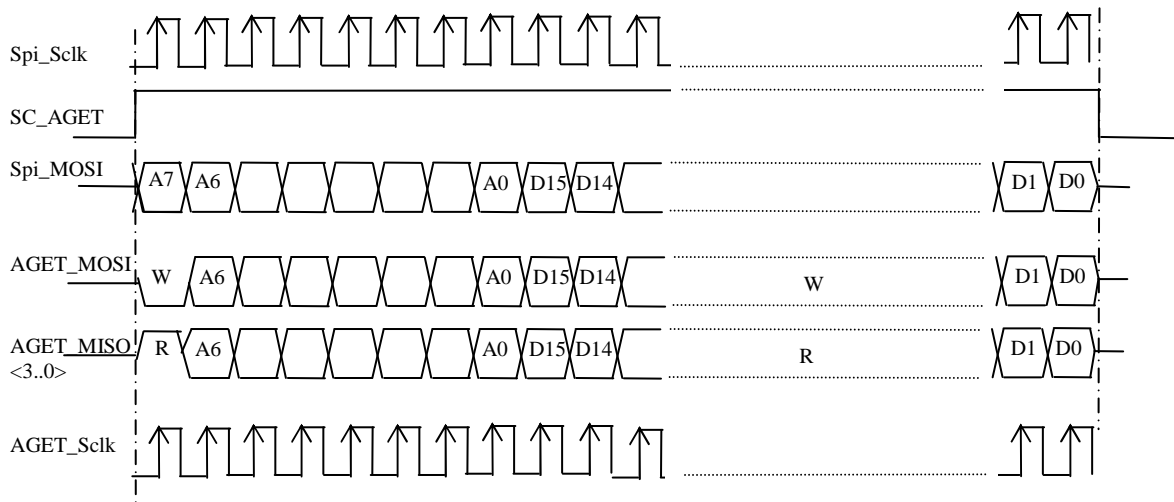 Spi_Sclk
SC_AGET
Spi_MOSI A7 A6 A0 D15 D14 D1 D0
AGET_MOSI W A6 A0 D15 D14 W D1 D0
AGET_MISO R A6 A0 D15 D14 R D1 D0
<3..0>
AGET_Sclk